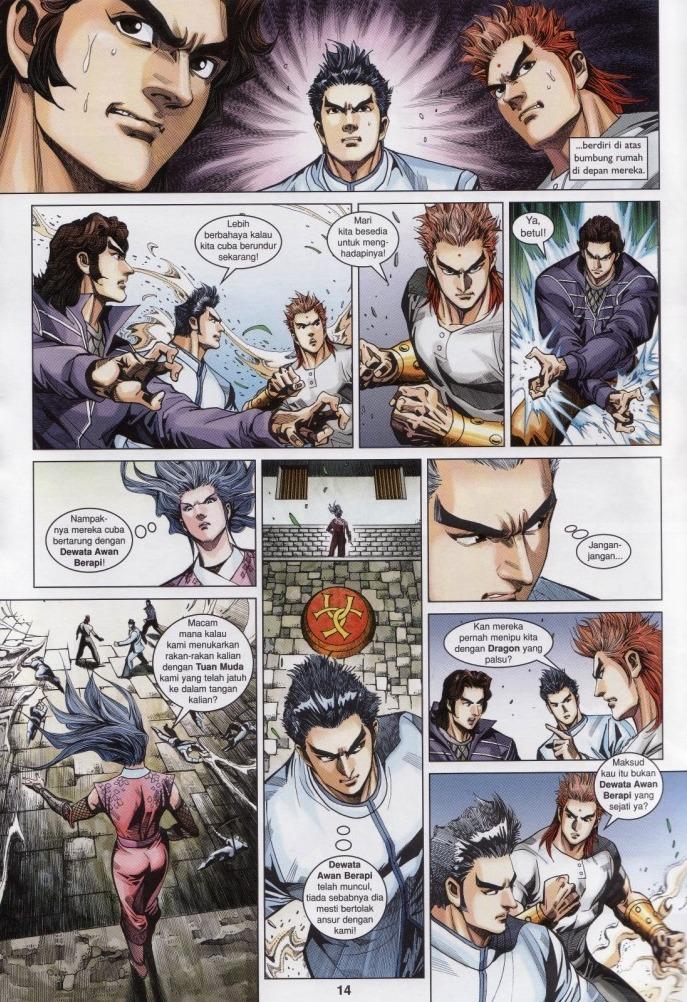 ...berdiri di atas
bumbung rumah
di depan mereka.
Lebih
berbahaya kalau
kita cuba berundur
sekarang!
Mari
kita besedia
untuk meng-
hadapinya!
Ya,
betul!
Nampak-
nya mereka cuba
bertarung dengan
Dewata Awan
Berapi!
Jangan-
jangan...
Macam
mana kalau
kami menukarkan
rakan-rakan kalian
dengan Tuan Muda
kami yang telah jatuh
ke dalam tangan
kalian?
Dewata
Awan Berapi
telah muncul,
tiada sebabnya dia
mesti bertolak
ansur dengan
kami!
Kan mereka
pernah menipu kita
dengan Dragon yang
palsu?
Maksud
kau itu bukan
Dewata Awan
Berapi yang
sejati ya?
14